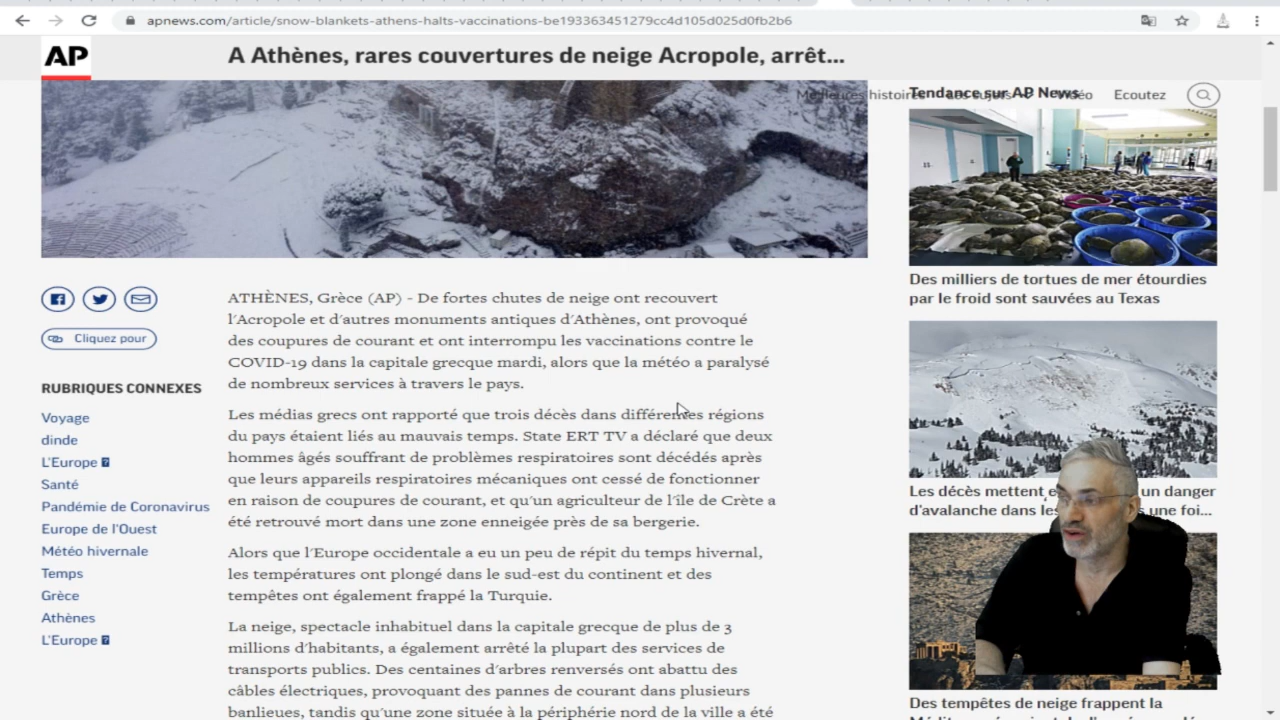 apnews.com/article/snow-blankets-athens-halts-vaccinations-be193363451279cc4d105d025d0fb2b6
AP
A Athènes, rares couvertures de neige Acropole, arrêt...
Meilleures histoires
Vidéo
Ecoutez
Tendance sur AP News
Des milliers de tortues de mer étourdies
par le froid sont sauvées au Texas
Cliquez pour
RUBRIQUES CONNEXES
Voyage
dinde
L'Europe
Santé
Pandémie de Coronavirus
Europe de l'Ouest
Météo hivernale
Temps
Grèce
Athènes
L'Europe
ATHÈNES, Grèce (AP) - De fortes chutes de neige ont recouvert
l'Acropole et d'autres monuments antiques d'Athènes, ont provoqué
des coupures de courant et ont interrompu les vaccinations contre le
COVID-19 dans la capitale grecque mardi, alors que la météo a paralysé
de nombreux services à travers le pays.
Les médias grecs ont rapporté que trois décès dans différentes régions
du pays étaient liés au mauvais temps. State ERT TV a déclaré que deux
hommes âgés souffrant de problèmes respiratoires sont décédés après
que leurs appareils respiratoires mécaniques ont cessé de fonctionner
en raison de coupures de courant, et qu'un agriculteur de l'île de Crète a
été retrouvé mort dans une zone enneigée près de sa bergerie.
Alors que l'Europe occidentale a eu un peu de répit du temps hivernal,
les températures ont plongé dans le sud-est du continent et des
tempêtes ont également frappé la Turquie.
La neige, spectacle inhabituel dans la capitale grecque de plus de 3
millions d'habitants, a également arrêté la plupart des services de
transports publics. Des centaines d'arbres renversés ont abattu des
câbles électriques, provoquant des pannes de courant dans plusieurs
banlieues, tandis qu'une zone située à la périphérie nord de la ville a été
Les décès mettent un danger
d'avalanche dans les une foi...
Des tempêtes de neige frappent la